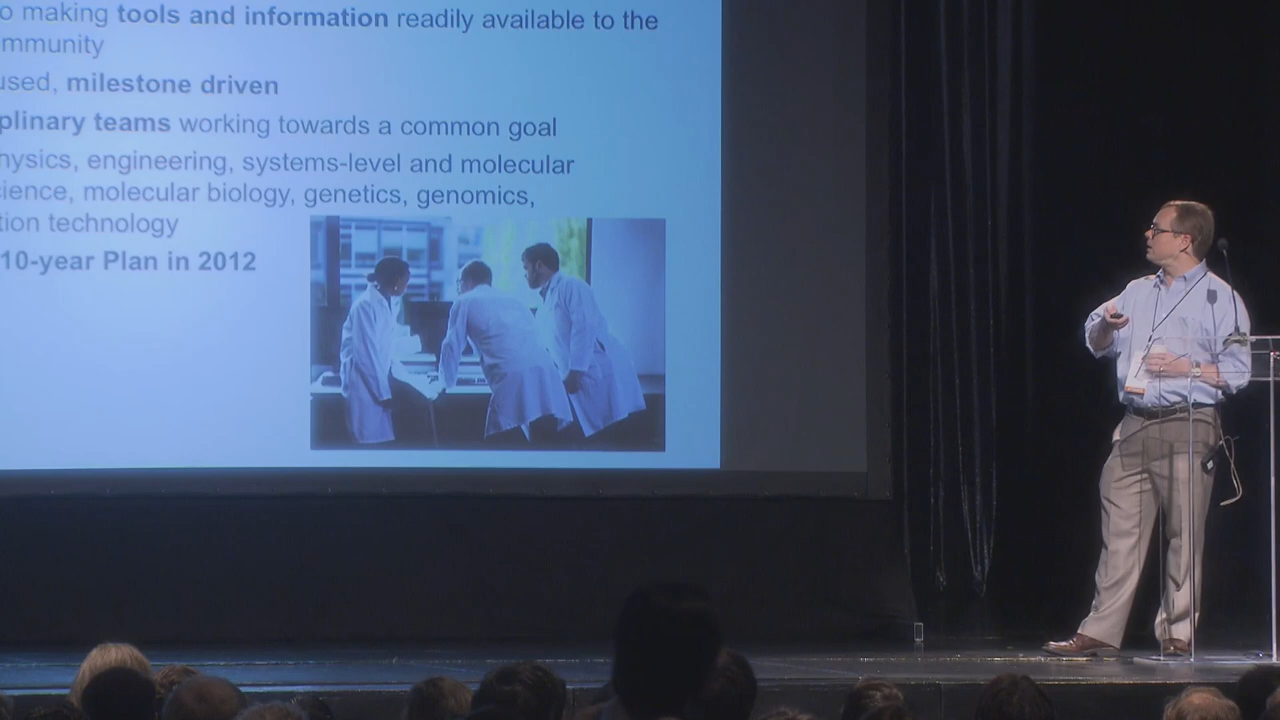 o making tools and information readily available to the
mmunity
used, milestone driven
plinary teams working towards a common goal
hysics, engineering, systems-level and molecular
cience, molecular biology, genetics, genomics,
tion technology
10-year Plan in 2012